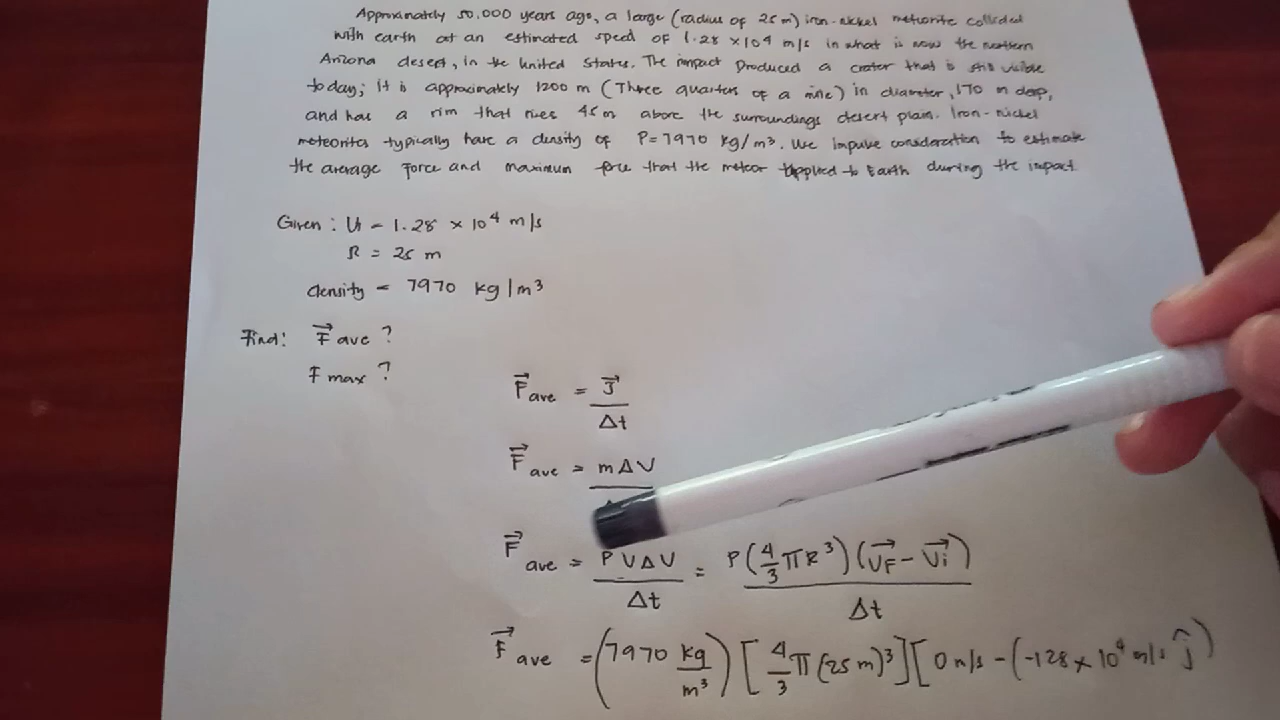 Approximately 50,000 years ago, a large (radius of 25 m) iron-nickel meteorite collided
with earth at an estimated speed of 1.28 × 10⁴ m/s in what is now the northern
Arizona desert, in the United States. The impact produced a crater that is still visible
today; it is approximately 1200 m (Three quarters of a mile) in diameter, 170 m deep,
and has a rim that rises 45 m above the surroundings desert plain. Iron-nickel
meteorites typically have a density of P=7970 kg/m³. Use impulse consideration to estimate
the average force and maximum force that the meteor applied to Earth during the impact.
Given: Vi = 1.28 × 10⁴ m/s
R = 25 m
density = 7970 kg/m³
Find: F⃗ ave ?
F max ?
F⃗ ave = J⃗ / Δt
F⃗ ave = mΔV
F⃗ ave = PVΔV / Δt = P(4/3 πR³)(V⃗F - V⃗i) / Δt
F⃗ ave = (7970 kg/m³) [4/3 π(25 m)³] [0 m/s - (-1.28 × 10⁴ m/s ĵ)